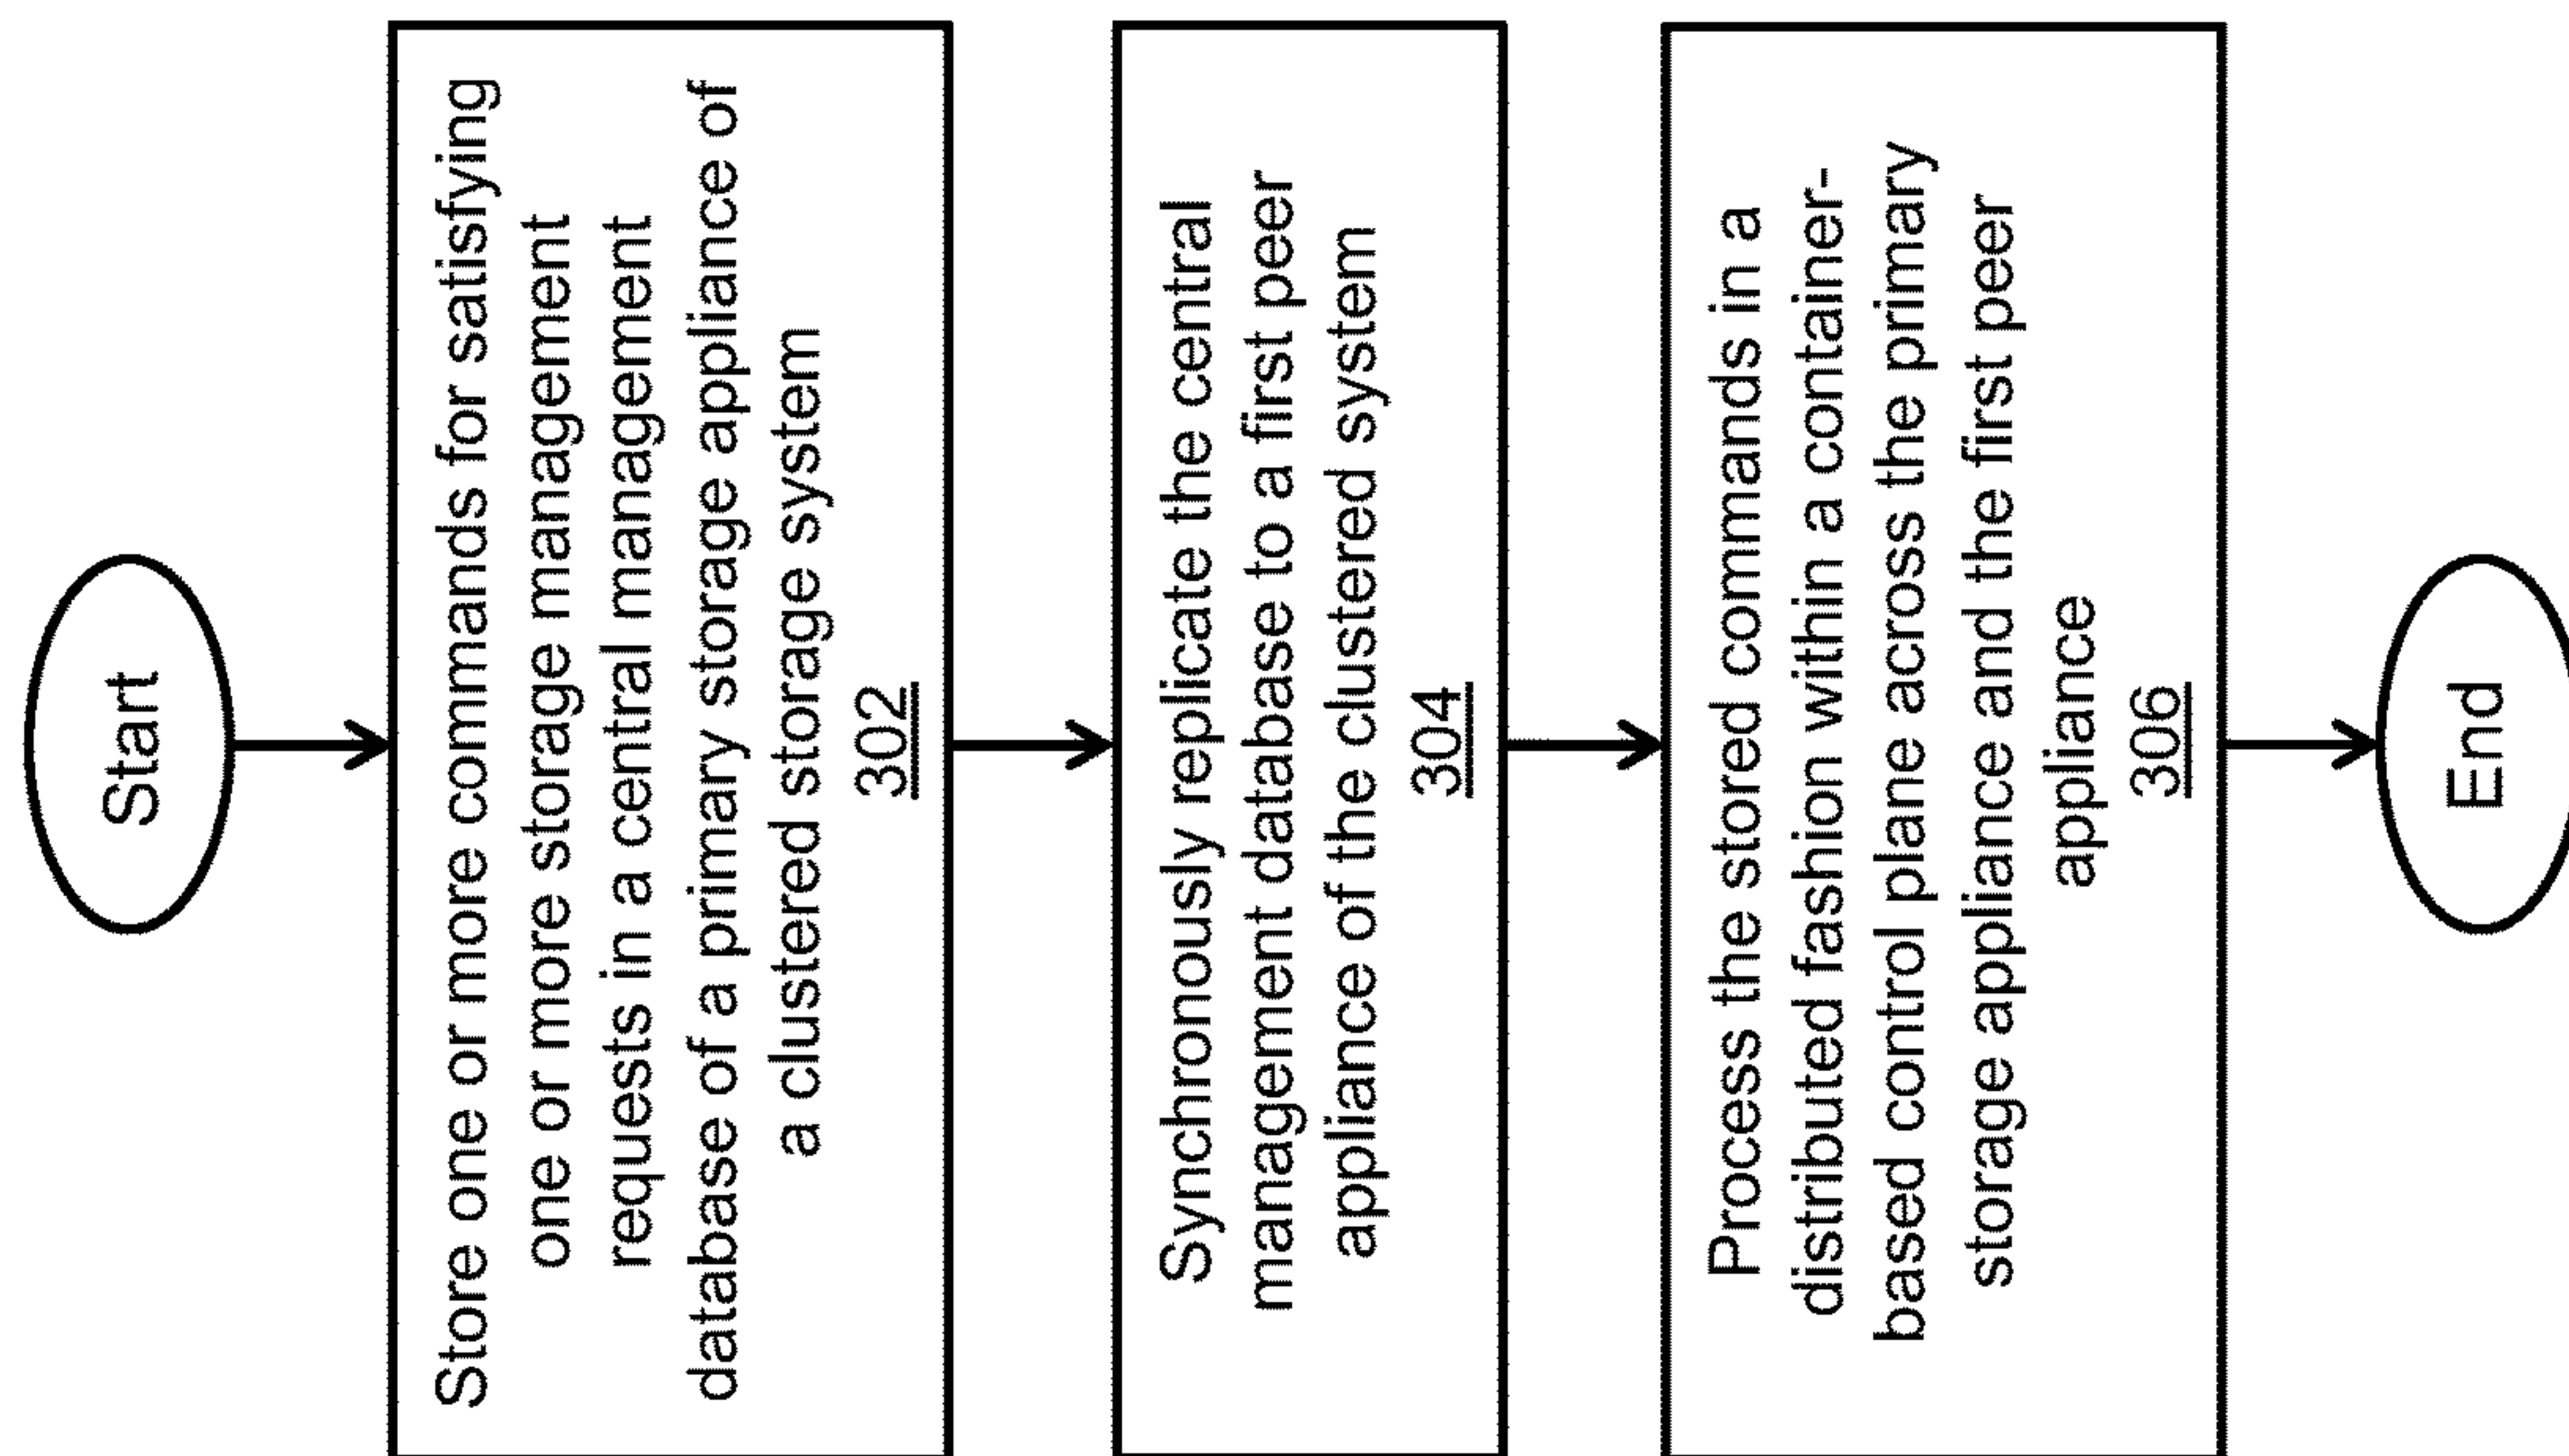 Start
Store one or more commands for satisfying
one or more storage management
requests in a central management
database of a primary storage appliance of
a clustered storage system
302
Synchronously replicate the central
management database to a first peer
appliance of the clustered system
304
Process the stored commands in a
distributed fashion within a container-
based control plane across the primary
storage appliance and the first peer
appliance
306
End